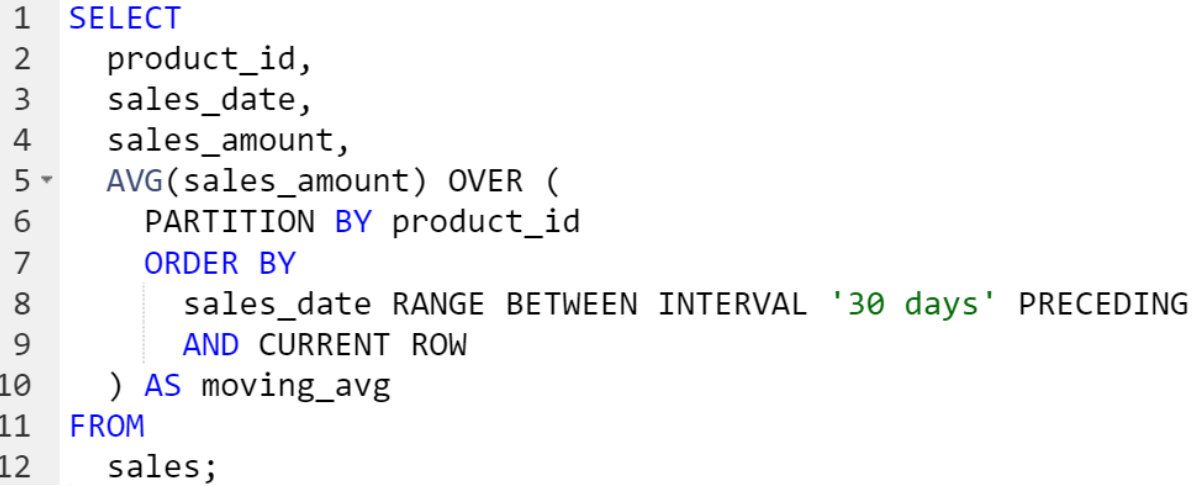 1 SELECT
2 product_id,
3 sales_date,
4 sales_amount,
5 AVG(sales_amount) OVER (
6 PARTITION BY product_id
7 ORDER BY
8 sales_date RANGE BETWEEN INTERVAL '30 days' PRECEDING
9 AND CURRENT ROW
10 ) AS moving_avg
11 FROM
12 sales;